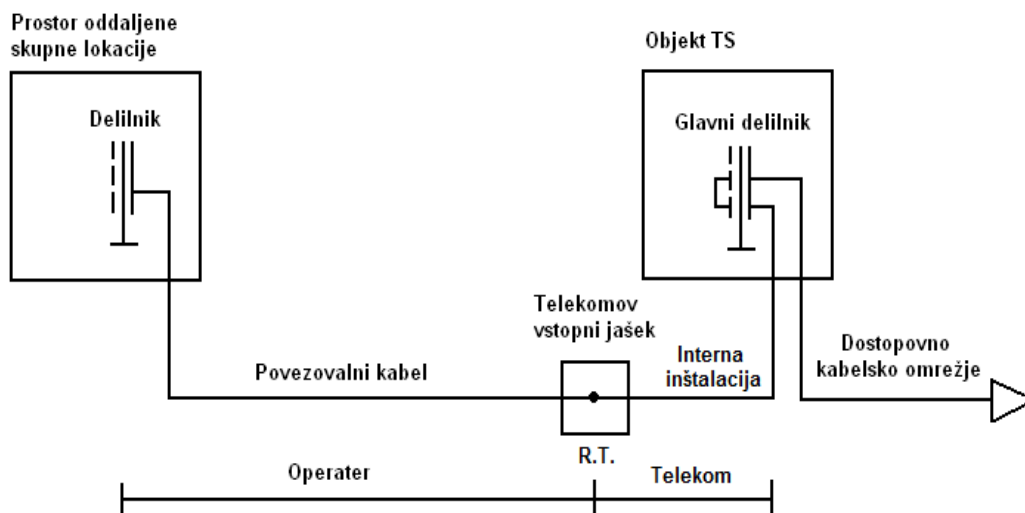 Prostor oddaljene
skupne lokacije
Objekt TS
Delilnik
Glavni delilnik
Telekomov
vstopni jašek
Povezovalni kabel
Interna
inštalacija
Dostopovno
kabelsko omrežje
R.T.
Operater
Telekom